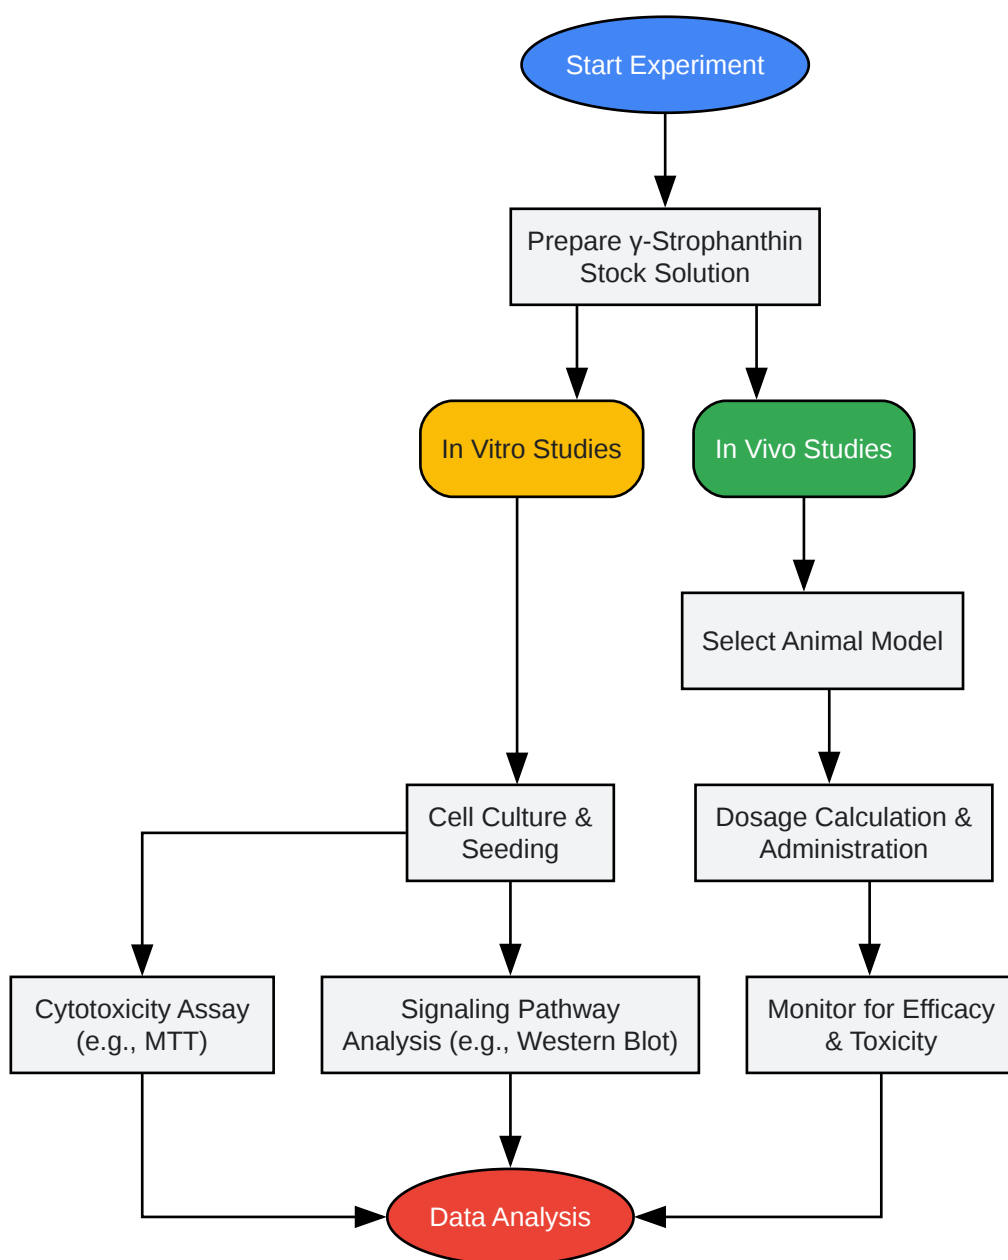 Start Experiment
Prepare γ-Strophanthin
Stock Solution
In Vitro Studies
In Vivo Studies
Select Animal Model
Cell Culture &
Seeding
Dosage Calculation &
Administration
Cytotoxicity Assay
(e.g., MTT)
Signaling Pathway
Analysis (e.g., Western Blot)
Monitor for Efficacy
& Toxicity
Data Analysis